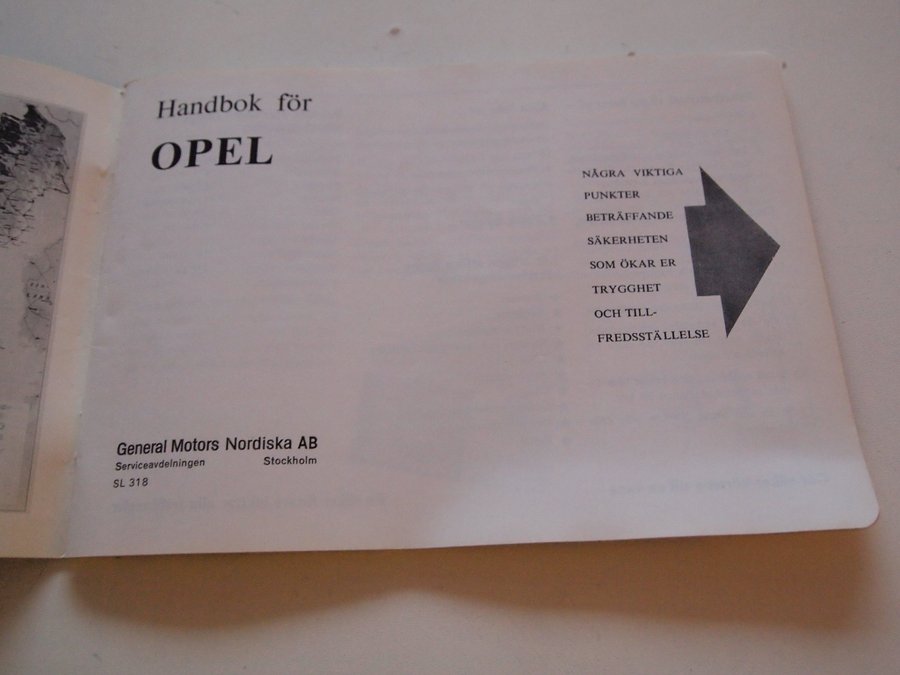 Handbok för
OPEL
NÅGRA VIKTIGA
PUNKTER
BETRÄFFANDE
SÄKERHETEN
SOM ÖKAR ER
TRYGGHET
OCH TILL-
FREDSSTÄLLELSE
General Motors Nordiska AB
Serviceavdelningen Stockholm
SL 318